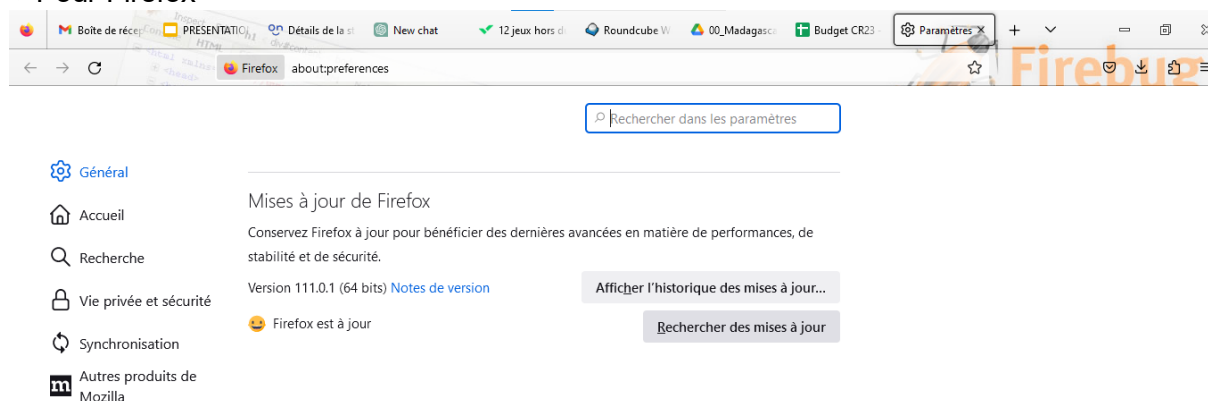 Pour Firefox
Boîte de récep
PRESENTATIO
Détails de la st
New chat
12 jeux hors d
Roundcube W
00_Madagasca
Budget CR23 -
Paramètres
Firefox about:preferences
Firebug
Rechercher dans les paramètres
Général
Accueil
Recherche
Vie privée et sécurité
Synchronisation
Autres produits de
Mozilla
Mises à jour de Firefox
Conservez Firefox à jour pour bénéficier des dernières avancées en matière de performances, de
stabilité et de sécurité.
Version 111.0.1 (64 bits) Notes de version
Afficher l'historique des mises à jour...
Firefox est à jour
Rechercher des mises à jour